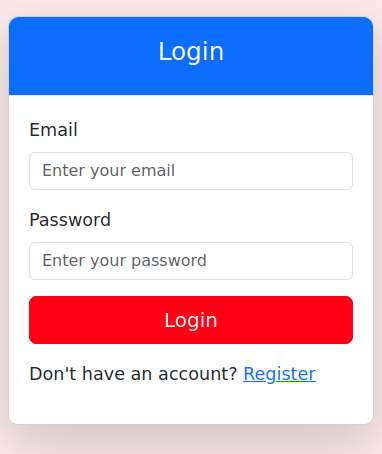 Login
Email
Enter your email
Password
Enter your password
Login
Don't have an account? Register